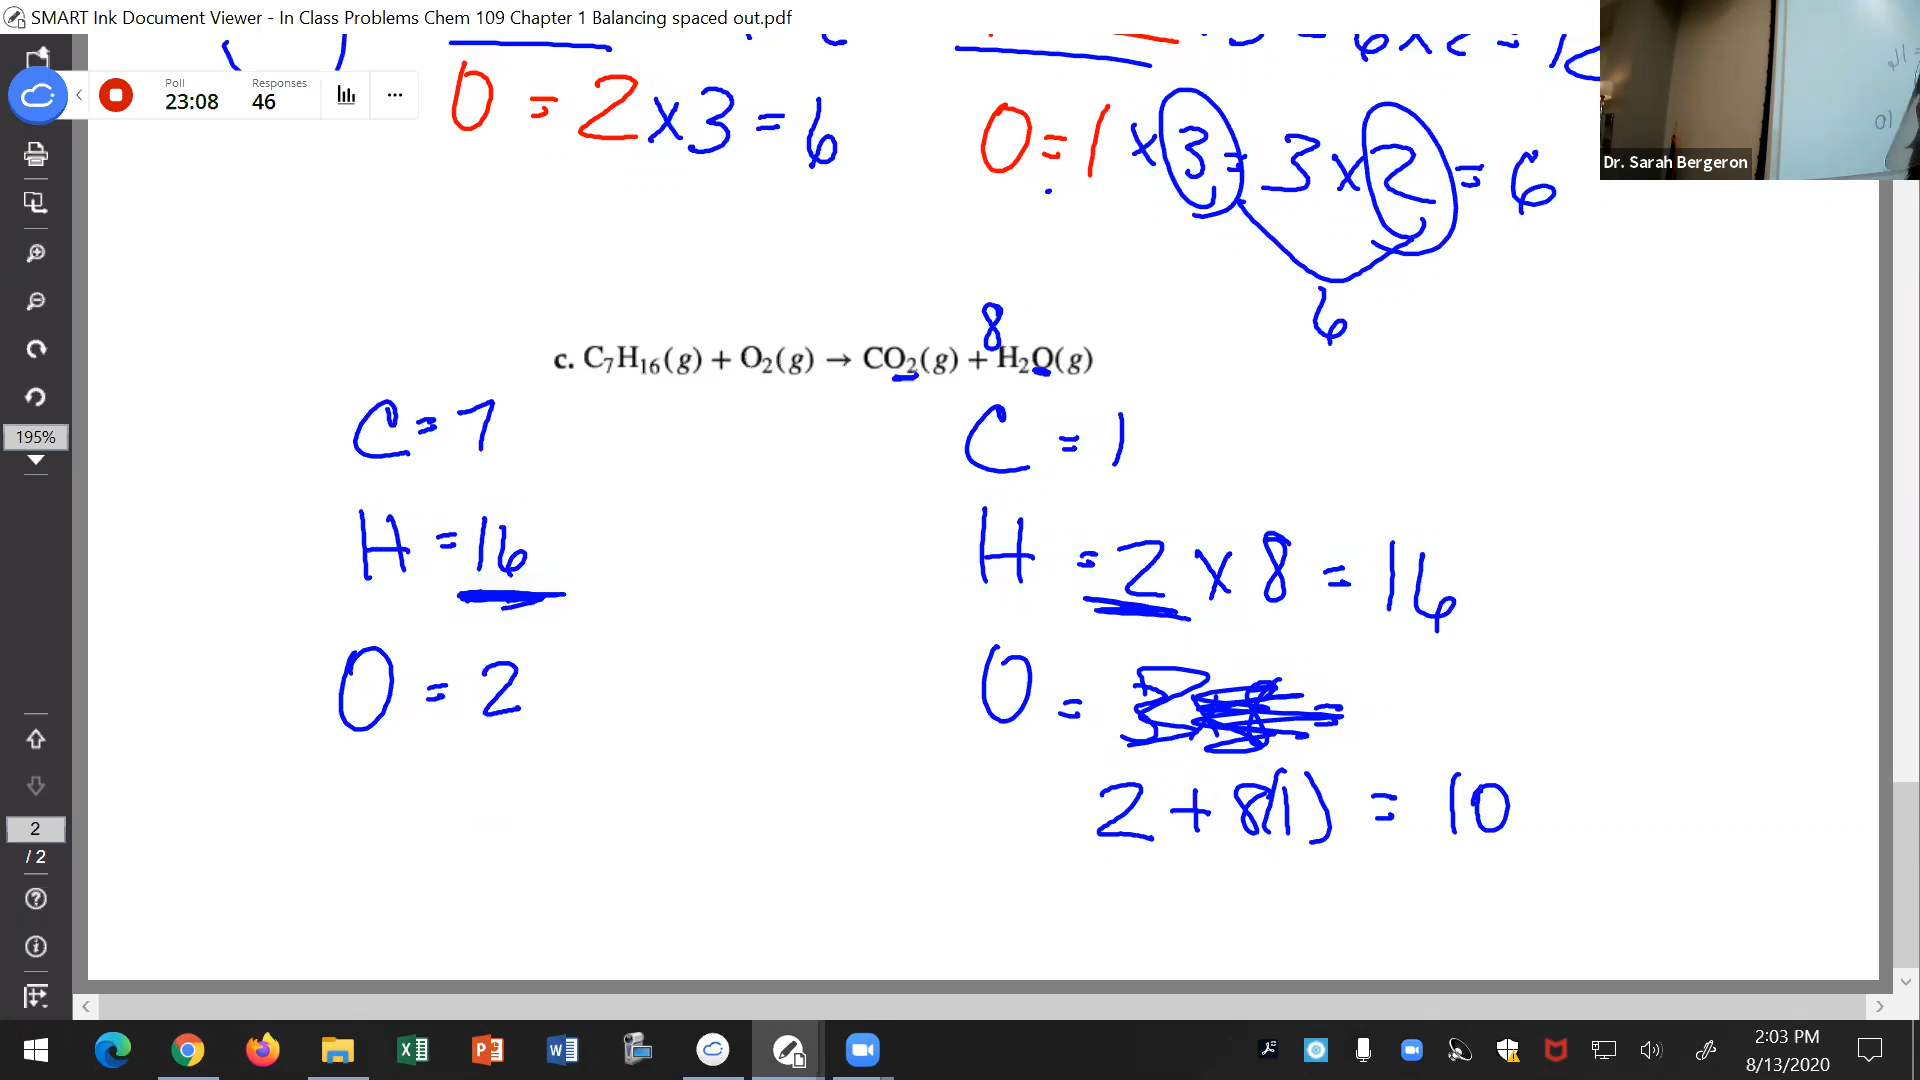 SMART Ink Document Viewer - In Class Problems Chem 109 Chapter 1 Balancing spaced out.pdf
Poll
23:08
Responses
46
...
O = 2 x 3 = 6
O = 1 x 3 = 3 x 2 = 6
6
Dr. Sarah Bergeron
8
c. C₇H₁₆(g) + O₂(g) → CO₂(g) + H₂O(g)
C = 7
C = 1
H = 16
H = 2 x 8 = 16
O = 2
O =
2 + 8(1) = 10
195%
2
/ 2
2:03 PM
8/13/2020